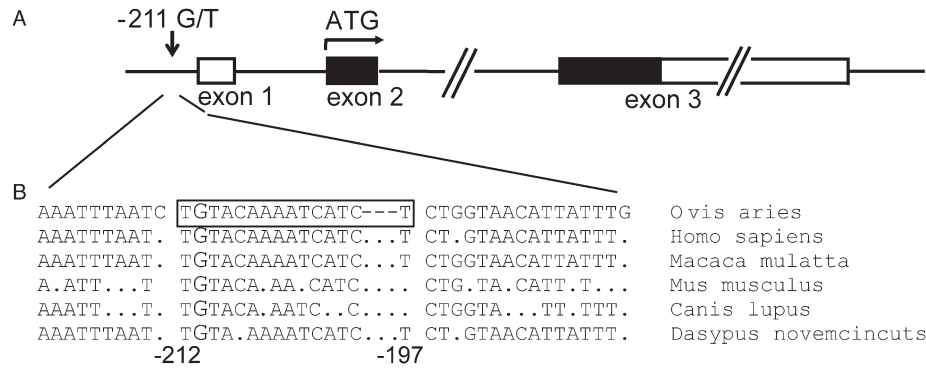 A
-211 G/T
ATG
exon 1
exon 2
exon 3
B
AAATTTAATC TGTACAAAATCATC---T CTGGTAACATTATTTG Ovis aries
AAATTTAAT. TGTACAAAATCATC...T CT.GTAACATTATTT. Homo sapiens
AAATTTAAT. TGTACAAAATCATC...T CT.GTAACATTATTT. Macaca mulatta
A.ATT...T TGTACA.AA.CATC.... CTG.TA.CATT.T... Mus musculus
AAATT...T. TGTACA.AATC..C.... CTGGTA...TT.TTT. Canis lupus
AAATTTAAT. TGTA.AAAATCATC...T CT.GTAACATTATTT. Dasypus novemcincuts
-212
-197